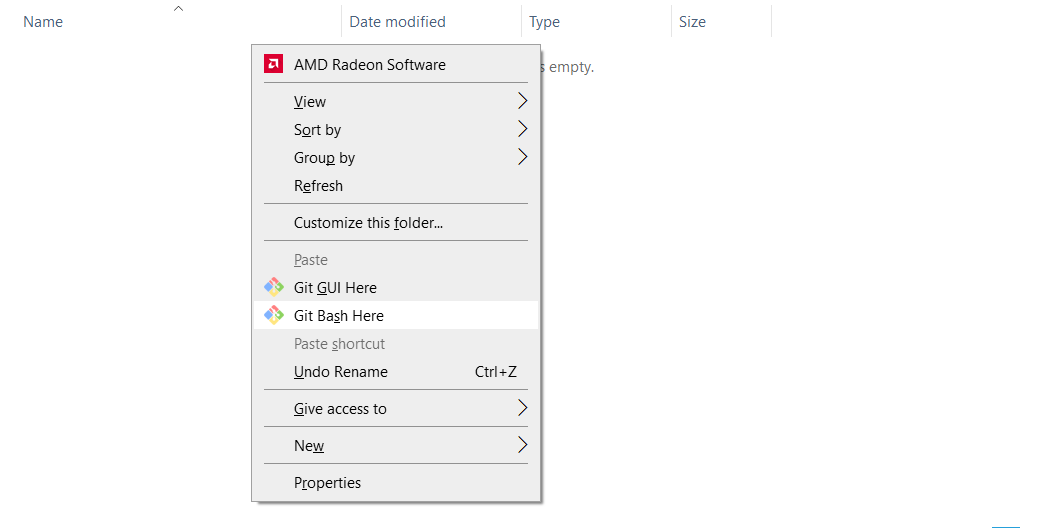 Name Date modified Type Size
AMD Radeon Software
empty.
View
Sort by
Group by
Refresh
Customize this folder...
Paste
Git GUI Here
Git Bash Here
Paste shortcut
Undo Rename Ctrl+Z
Give access to
New
Properties